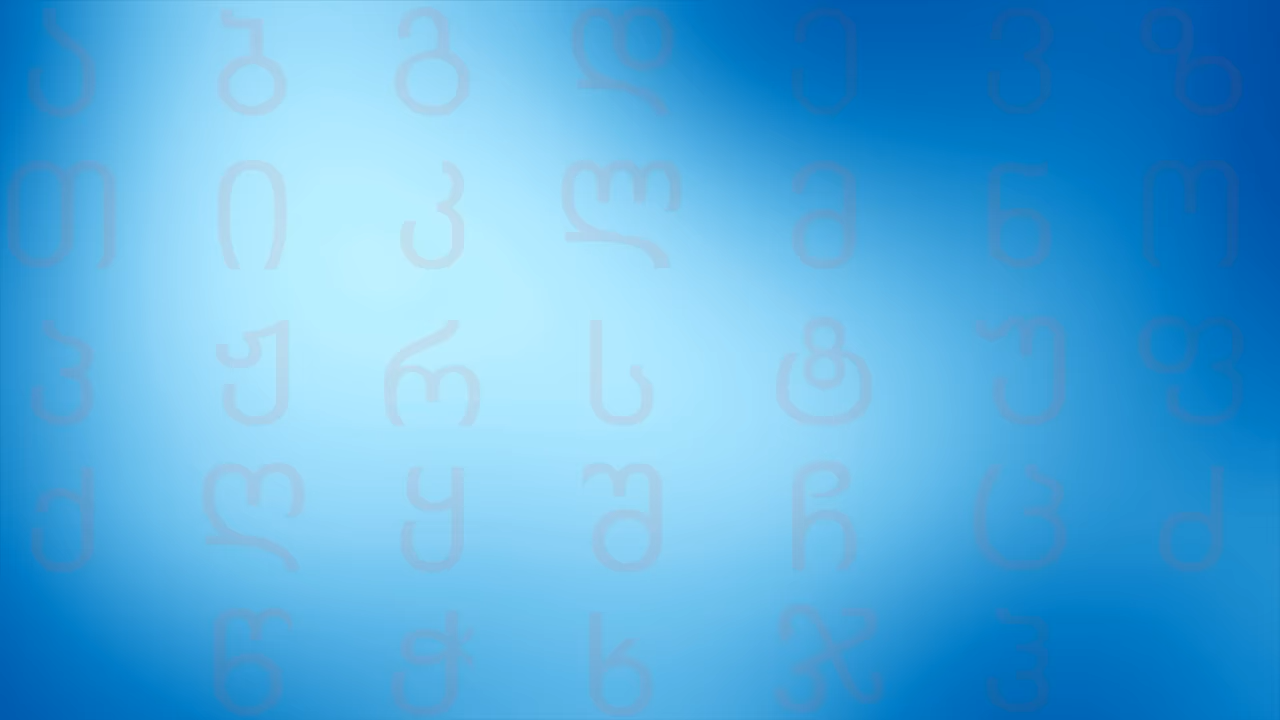 ა ბ გ დ ე ვ ზ
თ ი კ ლ მ ნ ო
პ ჟ რ ს ტ უ ფ
ქ ღ ყ შ ჩ ც ძ
წ ჭ ხ ჯ ჰ